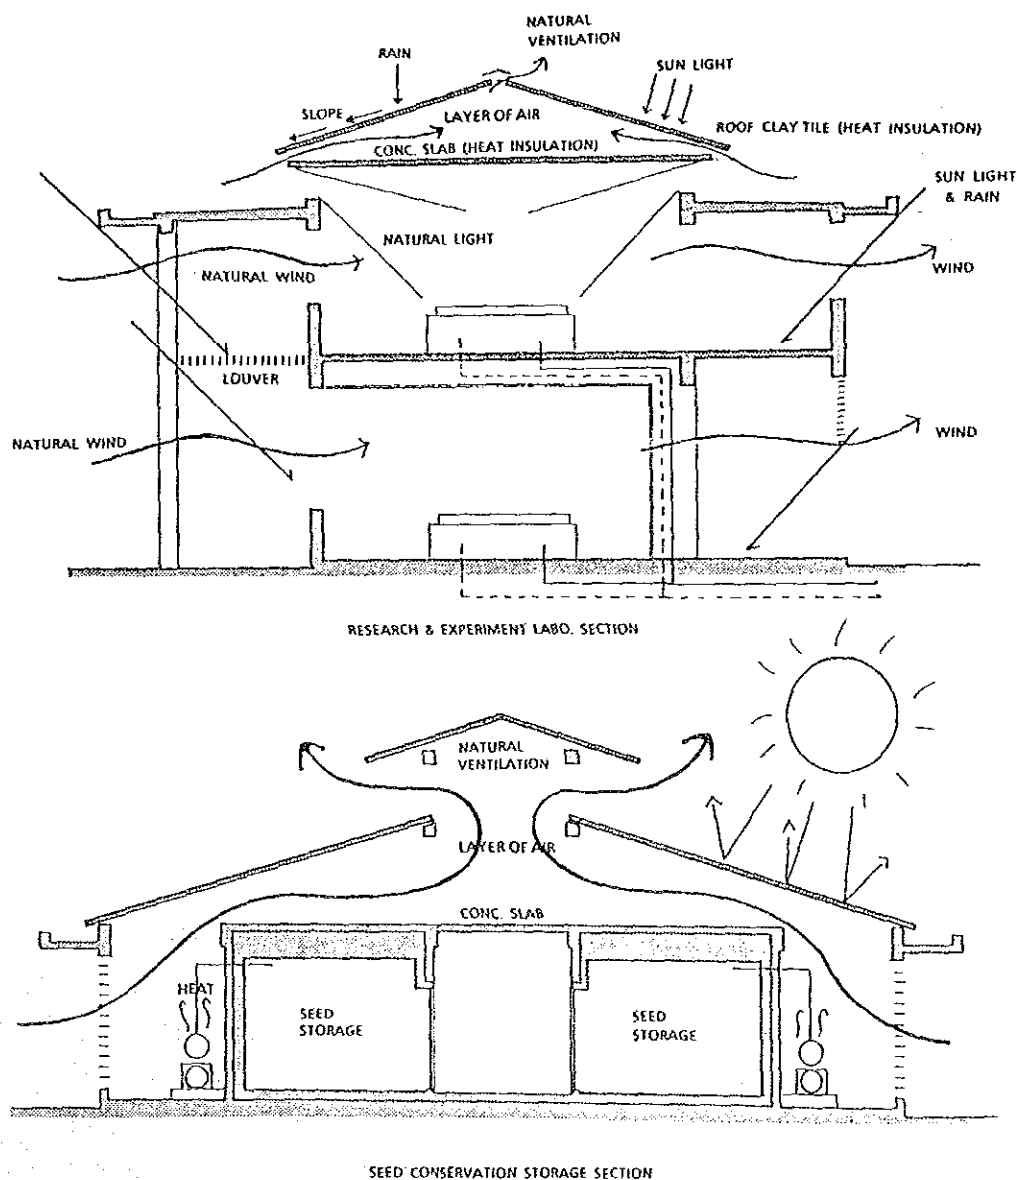 NATURAL
VENTILATION
RAIN
SUN LIGHT
SLOPE
LAYER OF AIR
ROOF CLAY TILE (HEAT INSULATION)
CONC. SLAB (HEAT INSULATION)
SUN LIGHT
& RAIN
NATURAL LIGHT
NATURAL WIND
WIND
LOUVER
NATURAL WIND
WIND
RESEARCH & EXPERIMENT LABO. SECTION
NATURAL
VENTILATION
LAYER OF AIR
CONC. SLAB
HEAT
SEED
STORAGE
SEED
STORAGE
SEED CONSERVATION STORAGE SECTION